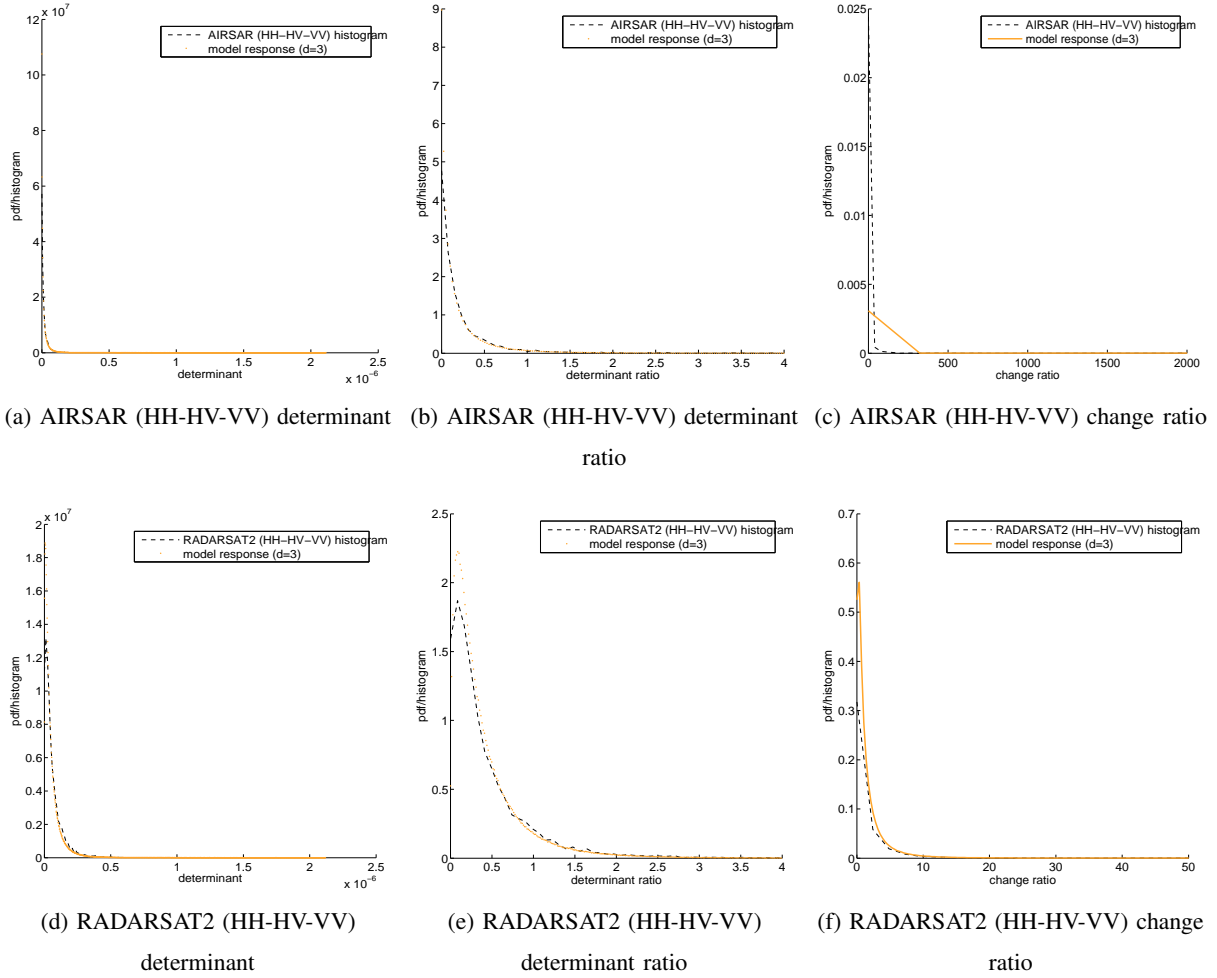 x 10^7
12
10
8
6
4
2
0
pdf/histogram
AIRSAR (HH−HV−VV) histogram
model response (d=3)
0 0.5 1 1.5 2 2.5
x 10^-6
determinant
9
8
7
6
5
4
3
2
1
0
pdf/histogram
AIRSAR (HH−HV−VV) histogram
model response (d=3)
0 0.5 1 1.5 2 2.5 3 3.5 4
determinant ratio
0.025
0.02
0.015
0.01
0.005
0
pdf/histogram
AIRSAR (HH−HV−VV) histogram
model response (d=3)
0 500 1000 1500 2000
change ratio
(a) AIRSAR (HH-HV-VV) determinant
(b) AIRSAR (HH-HV-VV) determinant
ratio
(c) AIRSAR (HH-HV-VV) change ratio
x 10^7
2
1.8
1.6
1.4
1.2
1
0.8
0.6
0.4
0.2
0
pdf/histogram
RADARSAT2 (HH−HV−VV) histogram
model response (d=3)
0 0.5 1 1.5 2 2.5
x 10^-6
determinant
2.5
2
1.5
1
0.5
0
pdf/histogram
RADARSAT2 (HH−HV−VV) histogram
model response (d=3)
0 0.5 1 1.5 2 2.5 3 3.5 4
determinant ratio
0.7
0.6
0.5
0.4
0.3
0.2
0.1
0
pdf/histogram
RADARSAT2 (HH−HV−VV) histogram
model response (d=3)
0 10 20 30 40 50
change ratio
(d) RADARSAT2 (HH-HV-VV)
determinant
(e) RADARSAT2 (HH-HV-VV)
determinant ratio
(f) RADARSAT2 (HH-HV-VV) change
ratio